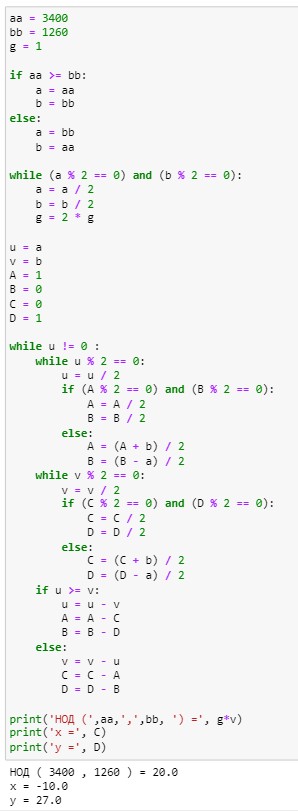 aa = 3400
bb = 1260
g = 1
if aa >= bb:
    a = aa
    b = bb
else:
    a = bb
    b = aa
while (a % 2 == 0) and (b % 2 == 0):
    a = a / 2
    b = b / 2
    g = 2 * g
u = a
v = b
A = 1
B = 0
C = 0
D = 1
while u != 0 :
    while u % 2 == 0:
        u = u / 2
        if (A % 2 == 0) and (B % 2 == 0):
            A = A / 2
            B = B / 2
        else:
            A = (A + b) / 2
            B = (B - a) / 2
    while v % 2 == 0:
        v = v / 2
        if (C % 2 == 0) and (D % 2 == 0):
            C = C / 2
            D = D / 2
        else:
            C = (C + b) / 2
            D = (D - a) / 2
    if u >= v:
        u = u - v
        A = A - C
        B = B - D
    else:
        v = v - u
        C = C - A
        D = D - B
print('НОД (',aa,',',bb, ') =', g*v)
print('x =', C)
print('y =', D)
НОД ( 3400 , 1260 ) = 20.0
x = -10.0
y = 27.0